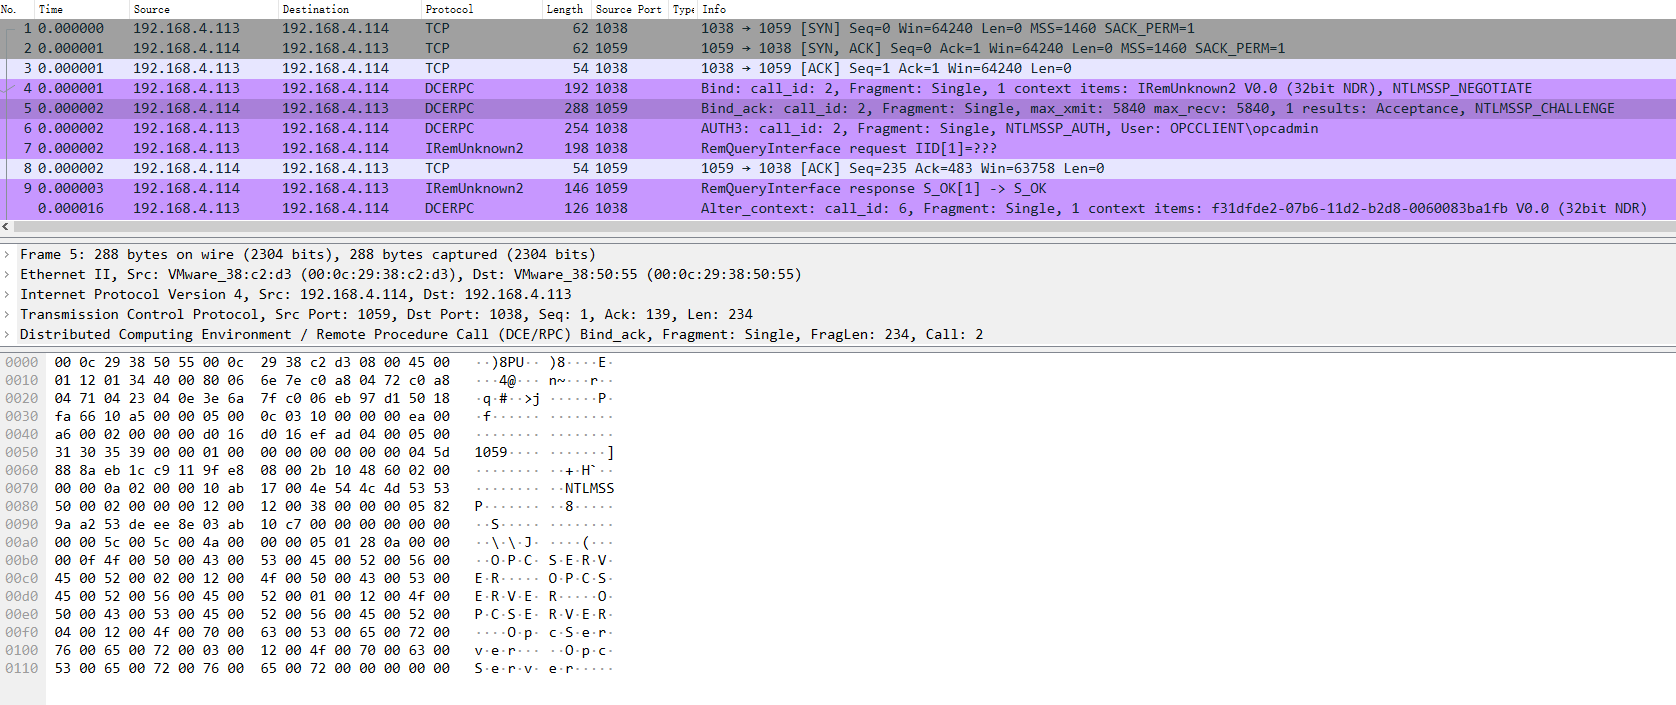 No. Time Source Destination Protocol Length Source Port Type Info
1 0.000000 192.168.4.113 192.168.4.114 TCP 62 1038 1038 → 1059 [SYN] Seq=0 Win=64240 Len=0 MSS=1460 SACK_PERM=1
2 0.000001 192.168.4.114 192.168.4.113 TCP 62 1059 1059 → 1038 [SYN, ACK] Seq=0 Ack=1 Win=64240 Len=0 MSS=1460 SACK_PERM=1
3 0.000001 192.168.4.113 192.168.4.114 TCP 54 1038 1038 → 1059 [ACK] Seq=1 Ack=1 Win=64240 Len=0
4 0.000001 192.168.4.113 192.168.4.114 DCERPC 192 1038 Bind: call_id: 2, Fragment: Single, 1 context items: IRemUnknown2 V0.0 (32bit NDR), NTLMSSP_NEGOTIATE
5 0.000002 192.168.4.114 192.168.4.113 DCERPC 288 1059 Bind_ack: call_id: 2, Fragment: Single, max_xmit: 5840 max_recv: 5840, 1 results: Acceptance, NTLMSSP_CHALLENGE
6 0.000002 192.168.4.113 192.168.4.114 DCERPC 254 1038 AUTH3: call_id: 2, Fragment: Single, NTLMSSP_AUTH, User: OPCCLIENT\opcadmin
7 0.000002 192.168.4.113 192.168.4.114 IRemUnknown2 198 1038 RemQueryInterface request IID[1]=???
8 0.000002 192.168.4.114 192.168.4.113 TCP 54 1059 1059 → 1038 [ACK] Seq=235 Ack=483 Win=63758 Len=0
9 0.000003 192.168.4.114 192.168.4.113 IRemUnknown2 146 1059 RemQueryInterface response S_OK[1] -> S_OK
0.000016 192.168.4.113 192.168.4.114 DCERPC 126 1038 Alter_context: call_id: 6, Fragment: Single, 1 context items: f31dfde2-07b6-11d2-b2d8-0060083ba1fb V0.0 (32bit NDR)
Frame 5: 288 bytes on wire (2304 bits), 288 bytes captured (2304 bits)
Ethernet II, Src: VMware_38:c2:d3 (00:0c:29:38:c2:d3), Dst: VMware_38:50:55 (00:0c:29:38:50:55)
Internet Protocol Version 4, Src: 192.168.4.114, Dst: 192.168.4.113
Transmission Control Protocol, Src Port: 1059, Dst Port: 1038, Seq: 1, Ack: 139, Len: 234
Distributed Computing Environment / Remote Procedure Call (DCE/RPC) Bind_ack, Fragment: Single, FragLen: 234, Call: 2
0000 00 0c 29 38 50 55 00 0c 29 38 c2 d3 08 00 45 00 ··)8PU·· )8····E·
0010 01 12 01 34 40 00 80 06 6e 7e c0 a8 04 72 c0 a8 ···4@··· n~···r··
0020 04 71 04 23 04 0e 3e 6a 7f c0 06 eb 97 d1 50 18 ·q·#··>j ······P·
0030 fa 66 10 a5 00 00 05 00 0c 03 10 00 00 00 ea 00 ·f······ ········
0040 a6 00 02 00 00 00 d0 16 d0 16 ef ad 04 00 05 00 ········ ········
0050 31 30 35 39 00 00 01 00 00 00 00 00 00 00 04 5d 1059···· ·······]
0060 88 8a eb 1c c9 11 9f e8 08 00 2b 10 48 60 02 00 ········ ··+·H`··
0070 00 00 0a 02 00 00 10 ab 17 00 4e 54 4c 4d 53 53 ········ ··NTLMSS
0080 50 00 02 00 00 00 12 00 12 00 38 00 00 00 05 82 P······· ··8·····
0090 9a a2 53 de ee 8e 03 ab 10 c7 00 00 00 00 00 00 ··S····· ········
00a0 00 00 5c 00 5c 00 4a 00 00 00 05 01 28 0a 00 00 ··\·\·J· ····(···
00b0 00 0f 4f 00 50 00 43 00 53 00 45 00 52 00 56 00 ··O·P·C· S·E·R·V·
00c0 45 00 52 00 02 00 12 00 4f 00 50 00 43 00 53 00 E·R····· O·P·C·S·
00d0 45 00 52 00 56 00 45 00 52 00 01 00 12 00 4f 00 E·R·V·E· R·····O·
00e0 50 00 43 00 53 00 45 00 52 00 56 00 45 00 52 00 P·C·S·E· R·V·E·R·
00f0 04 00 12 00 4f 00 70 00 63 00 53 00 65 00 72 00 ····O·p· c·S·e·r·
0100 76 00 65 00 72 00 03 00 12 00 4f 00 70 00 63 00 v·e·r··· ··O·p·c·
0110 53 00 65 00 72 00 76 00 65 00 72 00 00 00 00 00 S·e·r·v· e·r·····